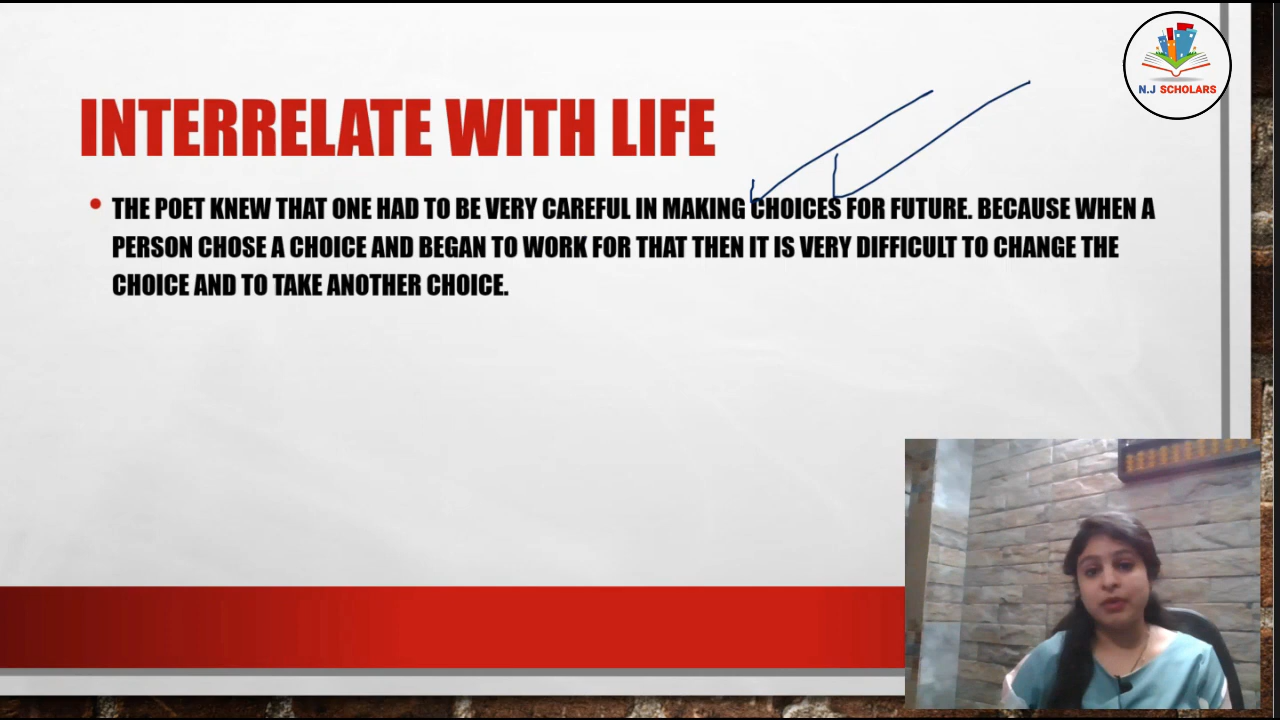 N.J SCHOLARS
INTERRELATE WITH LIFE
• THE POET KNEW THAT ONE HAD TO BE VERY CAREFUL IN MAKING CHOICES FOR FUTURE. BECAUSE WHEN A
PERSON CHOSE A CHOICE AND BEGAN TO WORK FOR THAT THEN IT IS VERY DIFFICULT TO CHANGE THE
CHOICE AND TO TAKE ANOTHER CHOICE.